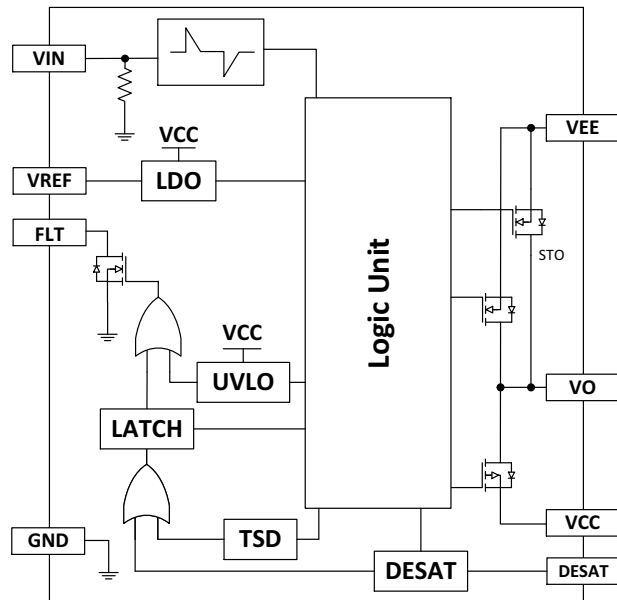 VIN
VEE
VCC
VREF
LDO
FLT
STO
Logic Unit
VCC
UVLO
VO
LATCH
VCC
GND
TSD
DESAT
DESAT